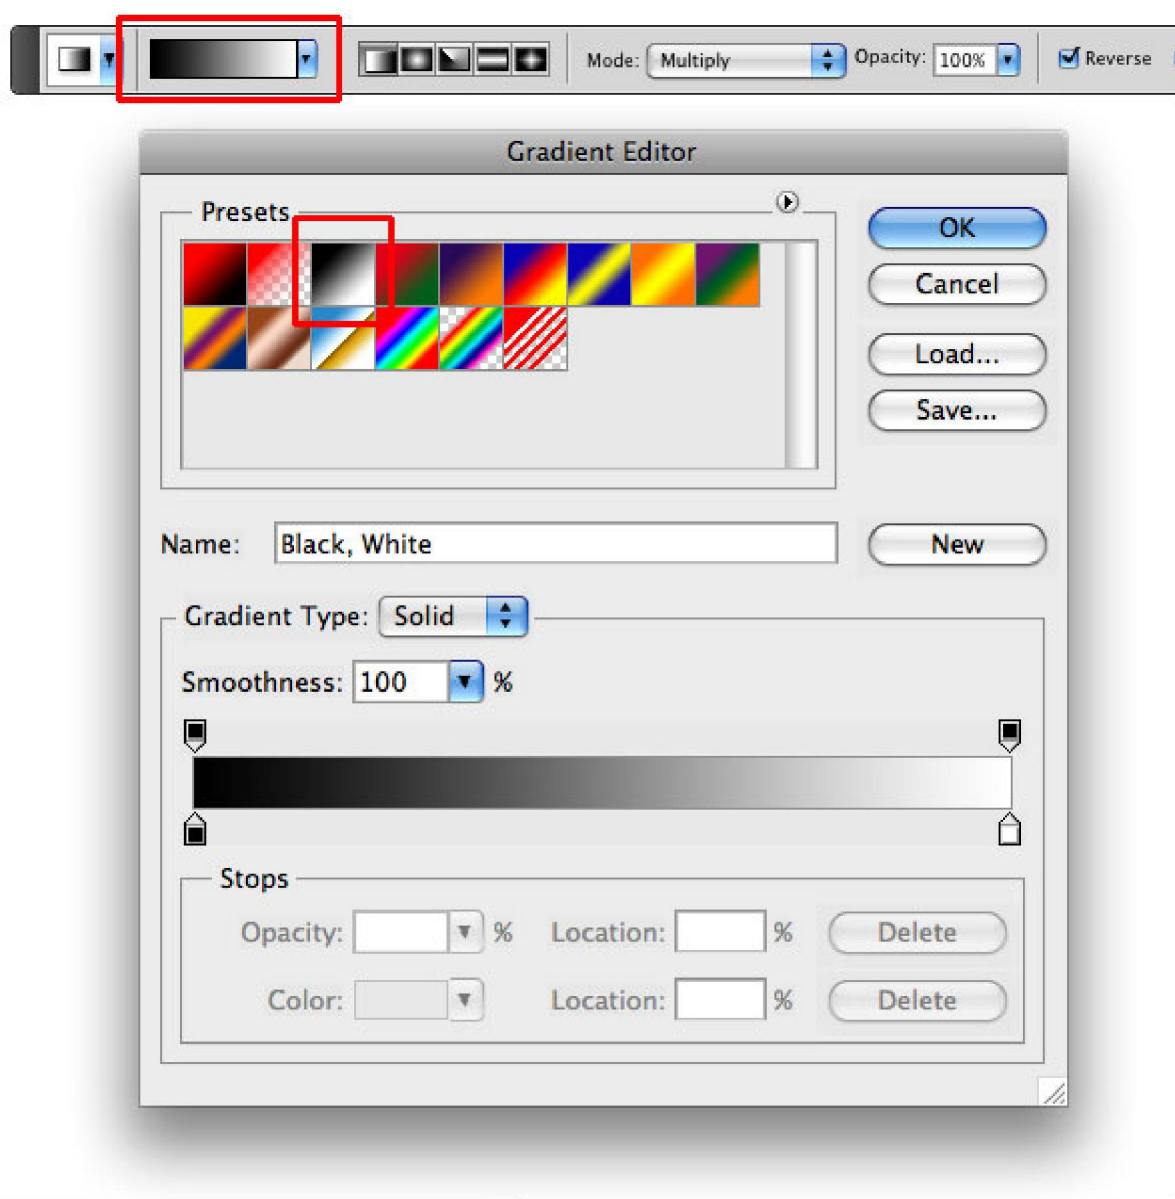 Mode: Multiply Opacity: 100% Reverse
Gradient Editor
Presets
OK
Cancel
Load...
Save...
Name: Black, White
New
Gradient Type: Solid
Smoothness: 100 %
Stops
Opacity: % Location: % Delete
Color: Location: % Delete